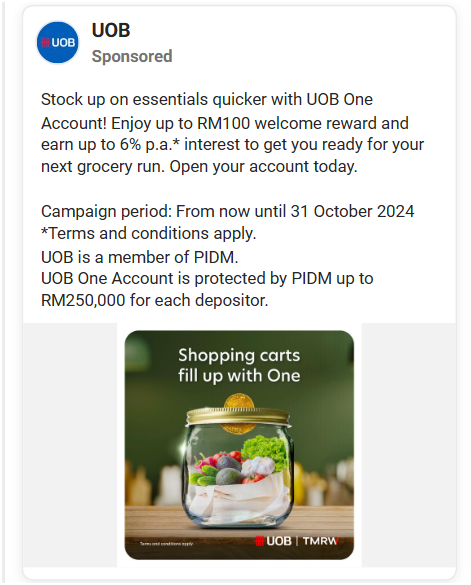 UOB
UOB
Sponsored
Stock up on essentials quicker with UOB One
Account! Enjoy up to RM100 welcome reward and
earn up to 6% p.a.* interest to get you ready for your
next grocery run. Open your account today.
Campaign period: From now until 31 October 2024
*Terms and conditions apply.
UOB is a member of PIDM.
UOB One Account is protected by PIDM up to
RM250,000 for each depositor.
Shopping carts
fill up with One
Terms and conditions apply.
UOB | TMRW